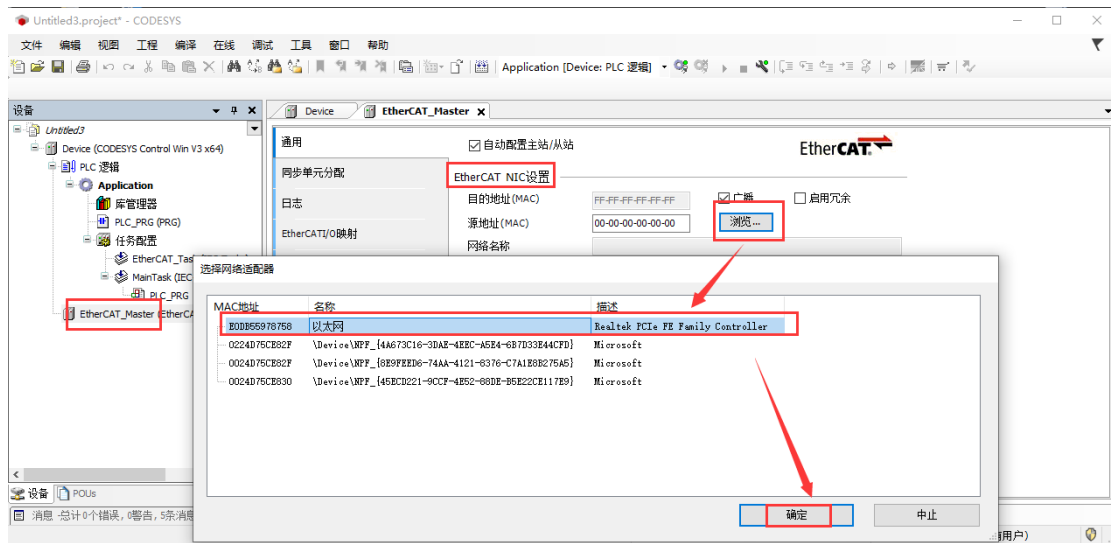 Untitled3.project* - CODESYS
文件 编辑 视图 工程 编译 在线 调试 工具 窗口 帮助
Application [Device: PLC 逻辑]
设备
Device
EtherCAT_Master
Untitled3
Device (CODESYS Control Win V3 x64)
PLC 逻辑
Application
库管理器
PLC_PRG (PRG)
任务配置
EtherCAT_Tas
MainTask (IEC
PLC_PRG
EtherCAT_Master (EtherCA
通用
同步单元分配
日志
EtherCATI/O映射
自动配置主站/从站
EtherCAT
EtherCAT NIC设置
目的地址(MAC) FF-FF-FF-FF-FF-FF 广播 启用冗余
源地址(MAC) 00-00-00-00-00-00 浏览...
网络名称
选择网络适配器
MAC地址 名称 描述
E0DB55978758 以太网 Realtek PCIe FE Family Controller
0224D75CE82F \Device\NPF_{4A673C16-3DAE-4EEC-A5E4-6B7D33E44CFD} Microsoft
0024D75CE82F \Device\NPF_{8E9FEED6-74AA-4121-8376-C7A1E8B275A5} Microsoft
0024D75CE830 \Device\NPF_{45ECD221-9CCF-4E52-88DE-B5E22CE117E9} Microsoft
确定 中止
设备 POUs
消息 -总计0个错误, 0警告, 5条消息
用户)